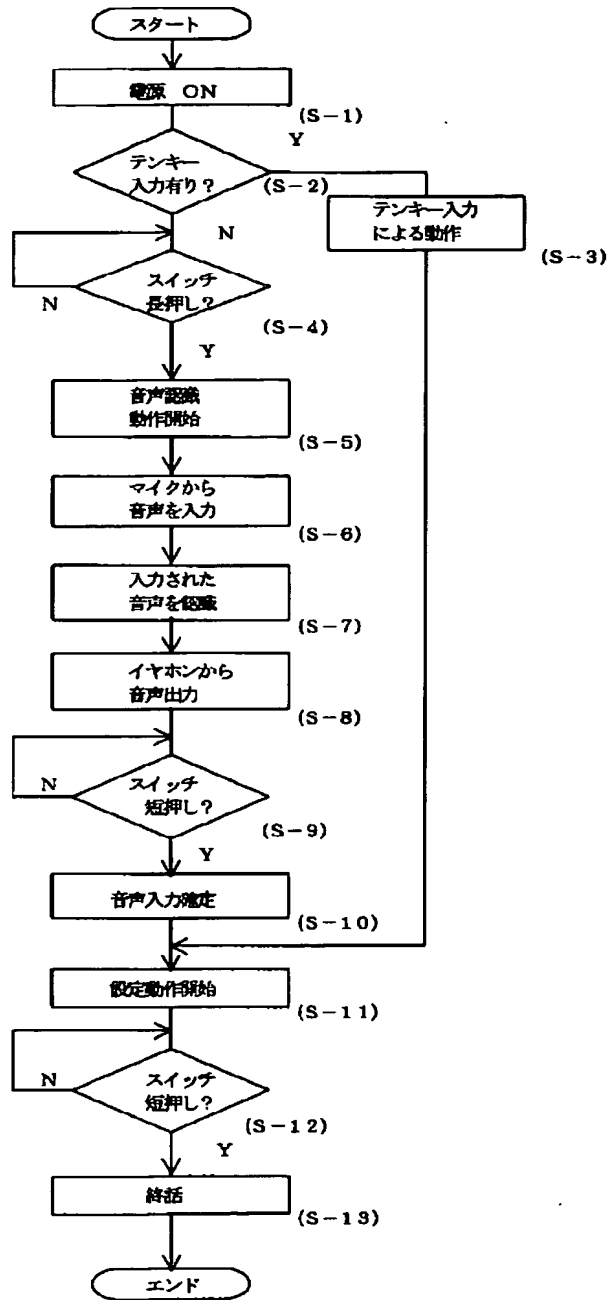 スタート
電源 ON
(S-1)
Y
テンキー
入力有り?
(S-2)
テンキー入力
による動作
(S-3)
N
スイッチ
長押し?
N
(S-4)
Y
音声認識
動作開始
(S-5)
マイクから
音声を入力
(S-6)
入力された
音声を認識
(S-7)
イヤホンから
音声出力
(S-8)
スイッチ
短押し?
N
(S-9)
Y
音声入力確定
(S-10)
設定動作開始
(S-11)
スイッチ
短押し?
N
(S-12)
Y
終話
(S-13)
エンド